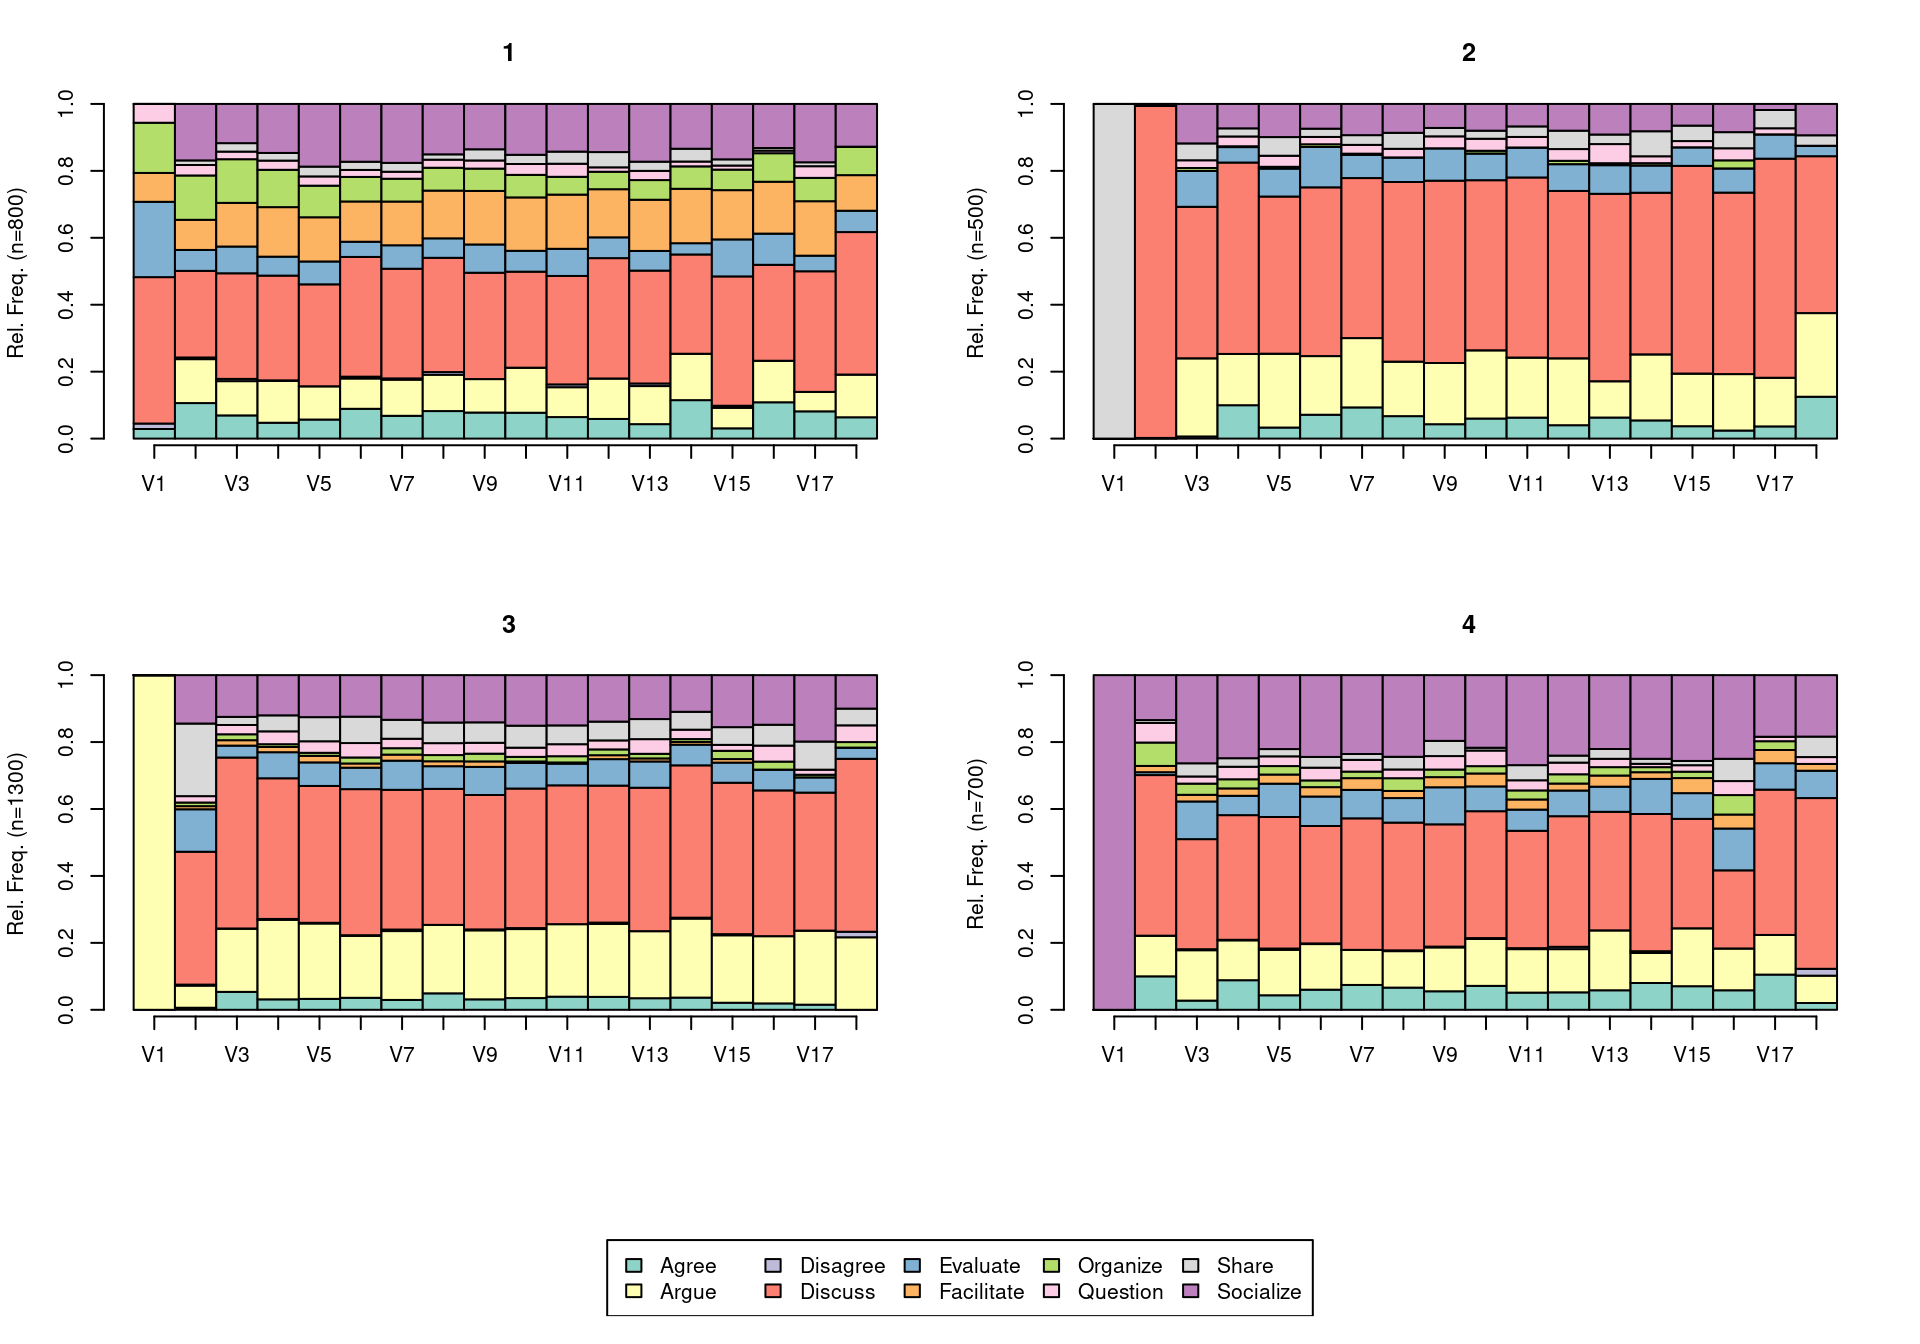 1
Rel. Freq. (n=800)
0.0 0.2 0.4 0.6 0.8 1.0
V1 V3 V5 V7 V9 V11 V13 V15 V17
2
Rel. Freq. (n=500)
0.0 0.2 0.4 0.6 0.8 1.0
V1 V3 V5 V7 V9 V11 V13 V15 V17
3
Rel. Freq. (n=1300)
0.0 0.2 0.4 0.6 0.8 1.0
V1 V3 V5 V7 V9 V11 V13 V15 V17
4
Rel. Freq. (n=700)
0.0 0.2 0.4 0.6 0.8 1.0
V1 V3 V5 V7 V9 V11 V13 V15 V17
Agree Disagree Evaluate Organize Share
Argue Discuss Facilitate Question Socialize